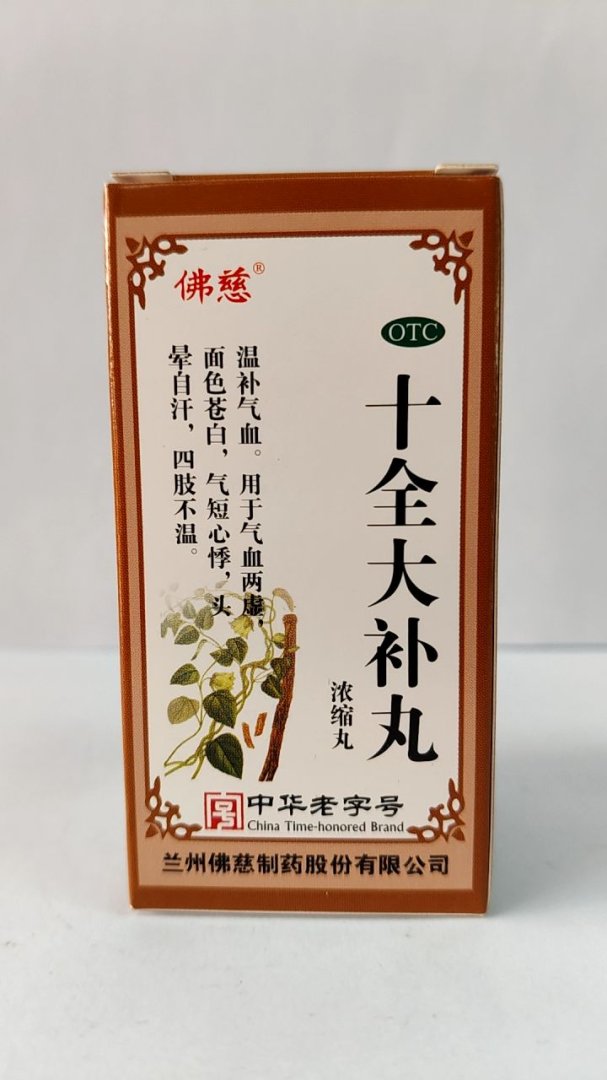 佛慈®
OTC
十全大补丸
浓缩丸
温补气血。用于气血两虚，
面色苍白，气短心悸，头
晕自汗，四肢不温。
字号
中华老字号
China Time-honored Brand
兰州佛慈制药股份有限公司